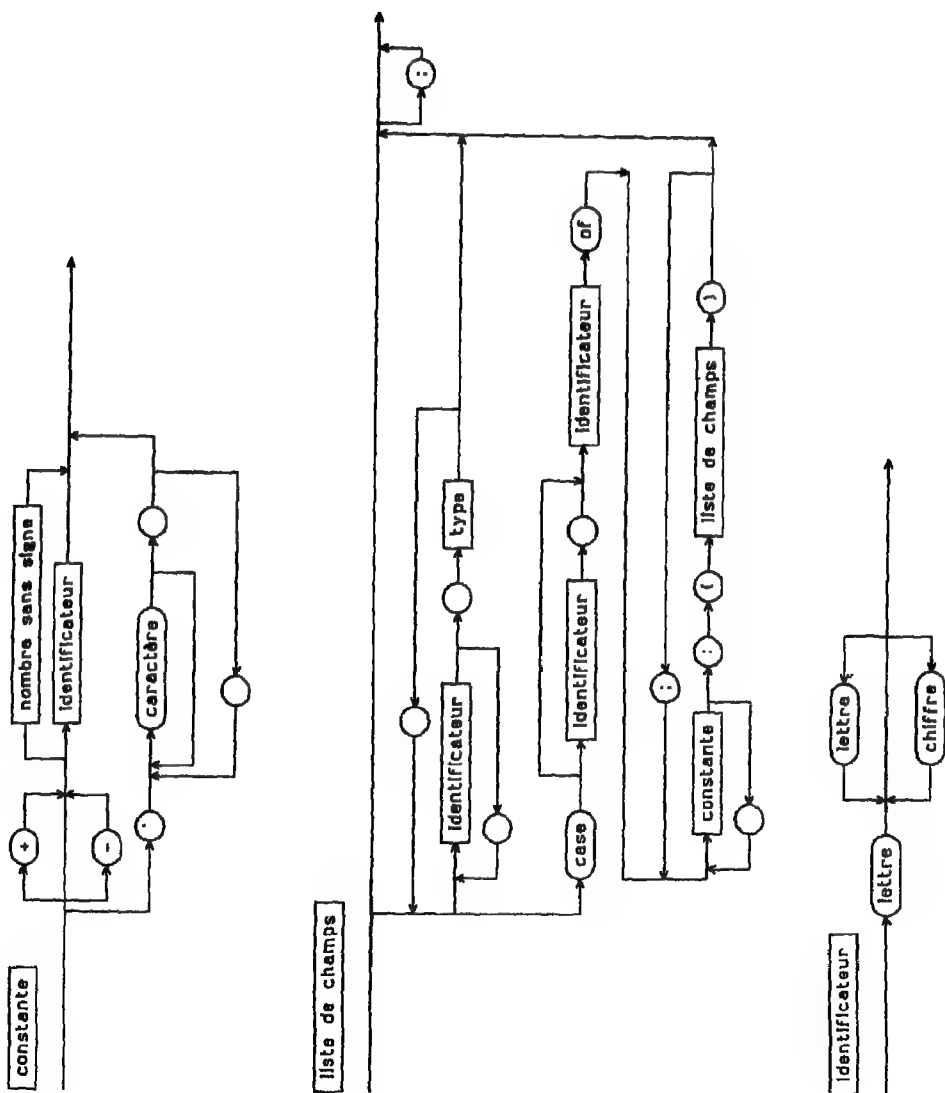 constante
nombre sans signe
+
identificateur
-
' caractère
liste de champs
identificateur type
case identificateur identificateur of
constante : ( liste de champs )
identificateur
lettre
lettre
chiffre